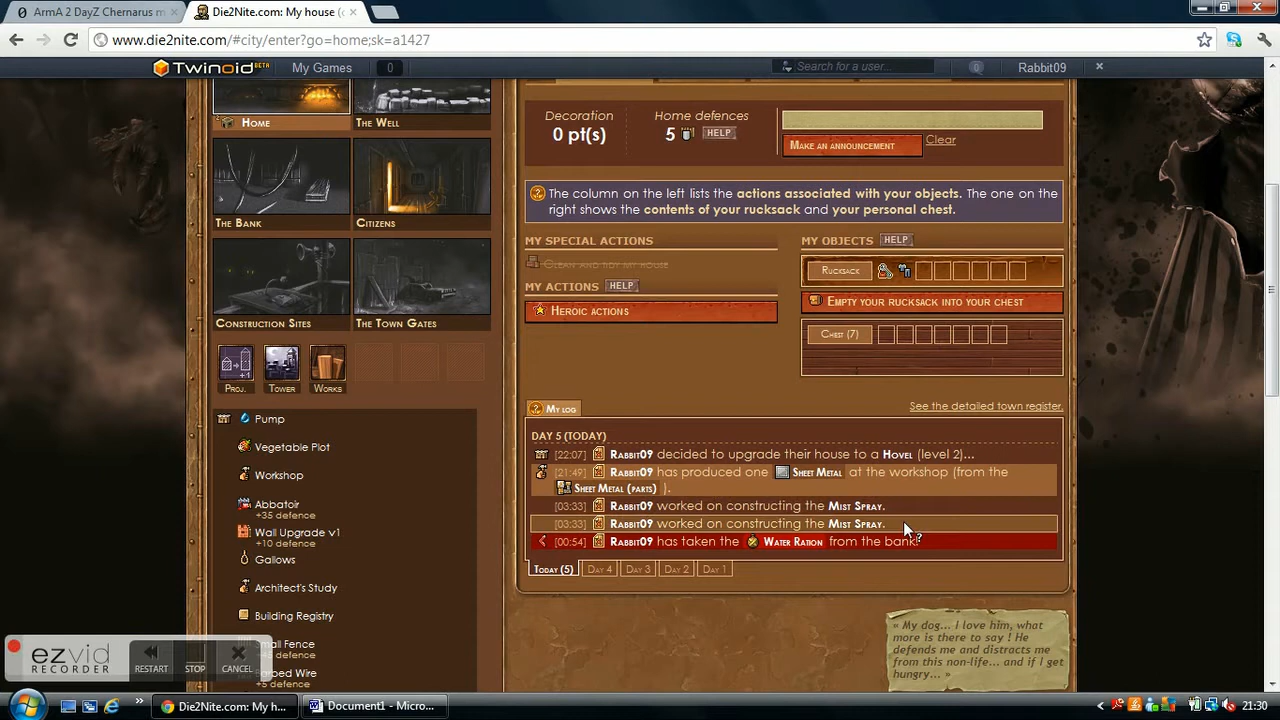 ArmA 2 DayZ Chernarus m
Die2Nite.com: My house (
www.die2nite.com/#city/enter?go=home;sk=a1427
Twinoid BETA
My Games
0
Search for a user...
0
Rabbit09
Home
The Well
The Bank
Citizens
Construction Sites
The Town Gates
Proj.
Tower
Works
Pump
Vegetable Plot
Workshop
Abbatoir
+35 defence
Wall Upgrade v1
+10 defence
Gallows
Architect's Study
Building Registry
Small Fence
defence
Barbed Wire
+5 defence
Decoration
0 pt(s)
Home defences
5 HELP
Make an announcement
Clear
The column on the left lists the actions associated with your objects. The one on the
right shows the contents of your rucksack and your personal chest.
MY SPECIAL ACTIONS
Clean and tidy my house
MY ACTIONS HELP
Heroic actions
MY OBJECTS HELP
Rucksack
Empty your rucksack into your chest
Chest (7)
My log
See the detailed town register.
DAY 5 (TODAY)
[22:07] Rabbit09 decided to upgrade their house to a Hovel (level 2)...
[21:49] Rabbit09 has produced one Sheet Metal at the workshop (from the
Sheet Metal (parts) ).
[03:33] Rabbit09 worked on constructing the Mist Spray.
[03:33] Rabbit09 worked on constructing the Mist Spray.
[00:54] Rabbit09 has taken the Water Ration from the bank.
Today (5) Day 4 Day 3 Day 2 Day 1
« My dog... I love him, what
more is there to say ! He
defends me and distracts me
from this non-life... and if I get
hungry... »
ezvid
RECORDER
RESTART
STOP
CANCEL
Die2Nite.com: My h...
Document1 - Micro...
21:30